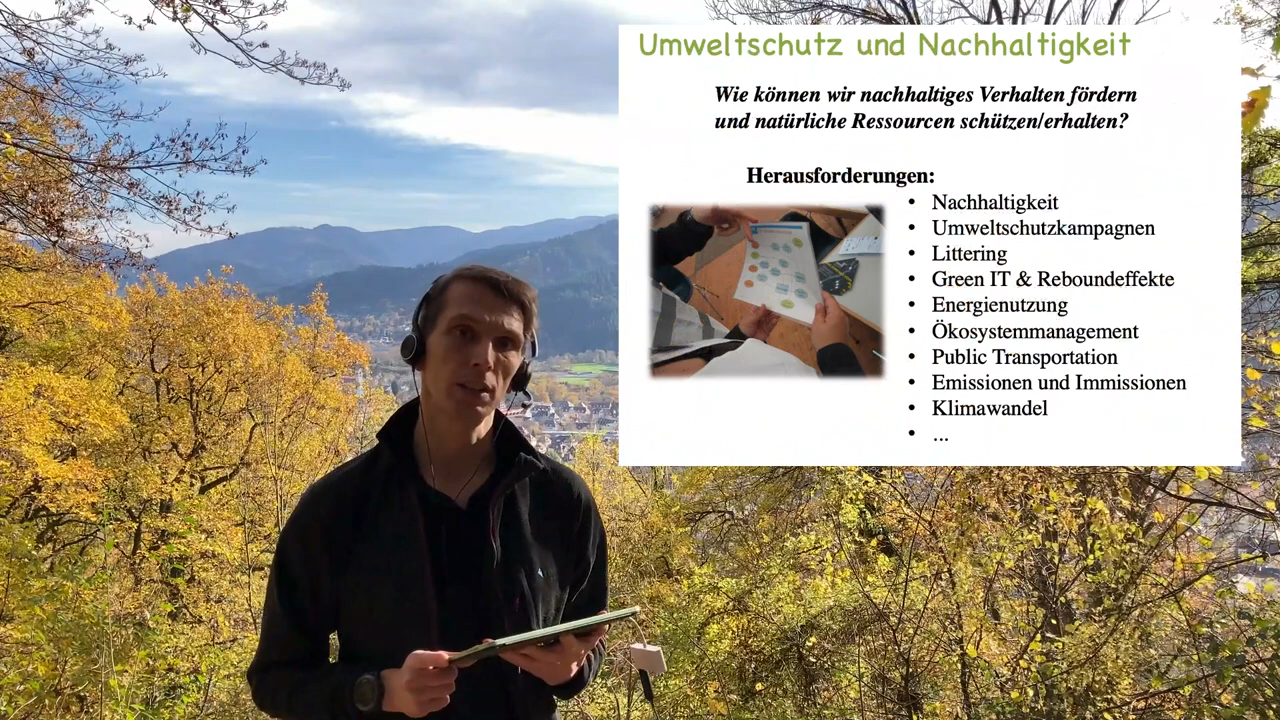 Umweltschutz und Nachhaltigkeit
Wie können wir nachhaltiges Verhalten fördern
und natürliche Ressourcen schützen/erhalten?
Herausforderungen:
• Nachhaltigkeit
• Umweltschutzkampagnen
• Littering
• Green IT & Reboundeffekte
• Energienutzung
• Ökosystemmanagement
• Public Transportation
• Emissionen und Immissionen
• Klimawandel
• ...